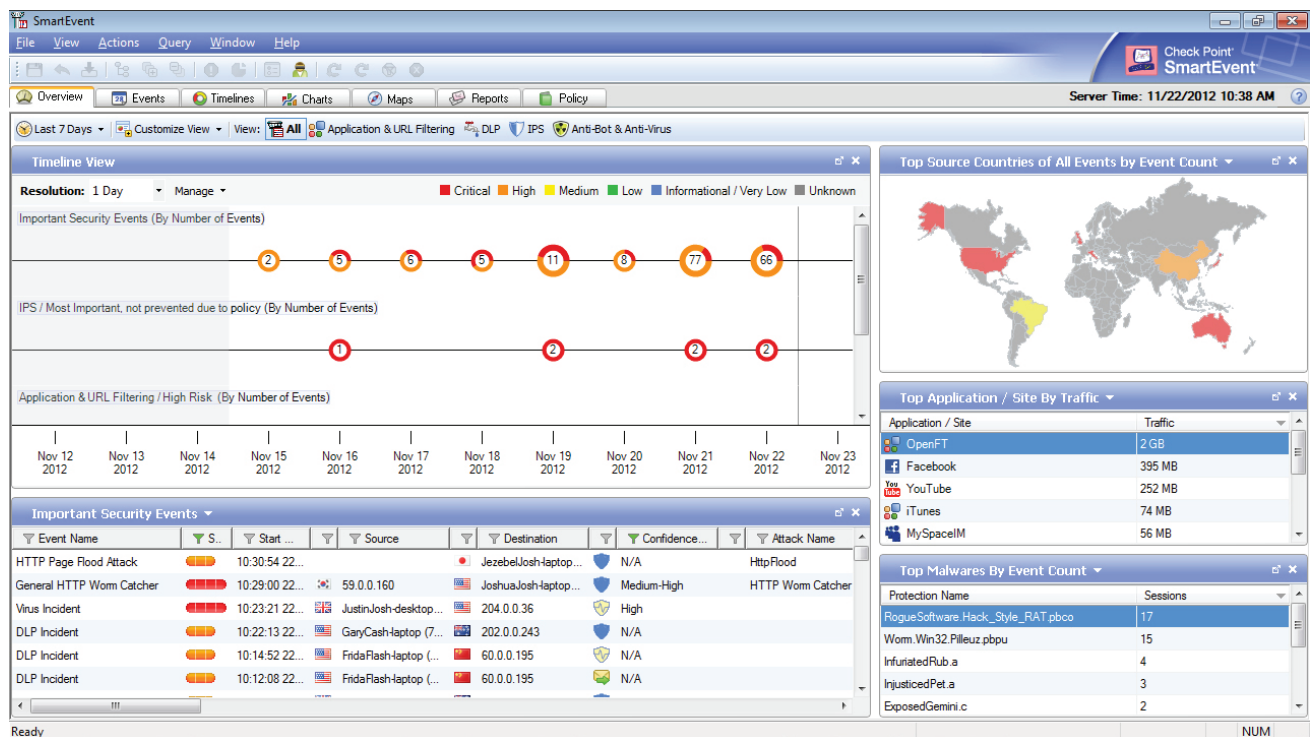 SmartEvent
File View Actions Query Window Help
Check Point
SmartEvent
Overview Events Timelines Charts Maps Reports Policy Server Time: 11/22/2012 10:38 AM
Last 7 Days Customize View View: All Application & URL Filtering DLP IPS Anti-Bot & Anti-Virus
Timeline View
Resolution: 1 Day Manage Critical High Medium Low Informational / Very Low Unknown
Important Security Events (By Number of Events)
2 5 6 5 11 8 77 66
IPS / Most Important, not prevented due to policy (By Number of Events)
1 2 2 2
Application & URL Filtering / High Risk (By Number of Events)
Nov 12 Nov 13 Nov 14 Nov 15 Nov 16 Nov 17 Nov 18 Nov 19 Nov 20 Nov 21 Nov 22 Nov 23
2012 2012 2012 2012 2012 2012 2012 2012 2012 2012 2012 2012
Important Security Events
Event Name S.. Start ... Source Destination Confidence... Attack Name
HTTP Page Flood Attack 10:30:54 22... JezebelJosh-laptop... N/A HttpFlood
General HTTP Worm Catcher 10:29:00 22... 59.0.0.160 JoshuaJosh-laptop... Medium-High HTTP Worm Catcher
Virus Incident 10:23:21 22... JustinJosh-desktop... 204.0.0.36 High
DLP Incident 10:22:13 22... GaryCash-laptop (7... 202.0.0.243 N/A
DLP Incident 10:14:52 22... FridaFlash-laptop (... 60.0.0.195 N/A
DLP Incident 10:12:08 22... FridaFlash-laptop (... 60.0.0.195 N/A
Top Source Countries of All Events by Event Count
Top Application / Site By Traffic
Application / Site Traffic
OpenFT 2 GB
Facebook 395 MB
You Tube YouTube 252 MB
iTunes 74 MB
MySpaceIM 56 MB
Top Malwares By Event Count
Protection Name Sessions
RogueSoftware.Hack_Style_RAT.pbco 17
Worm.Win32.Pilleuz.pbpu 15
InfuriatedRub.a 4
InjusticedPet.a 3
ExposedGemini.c 2
Ready NUM